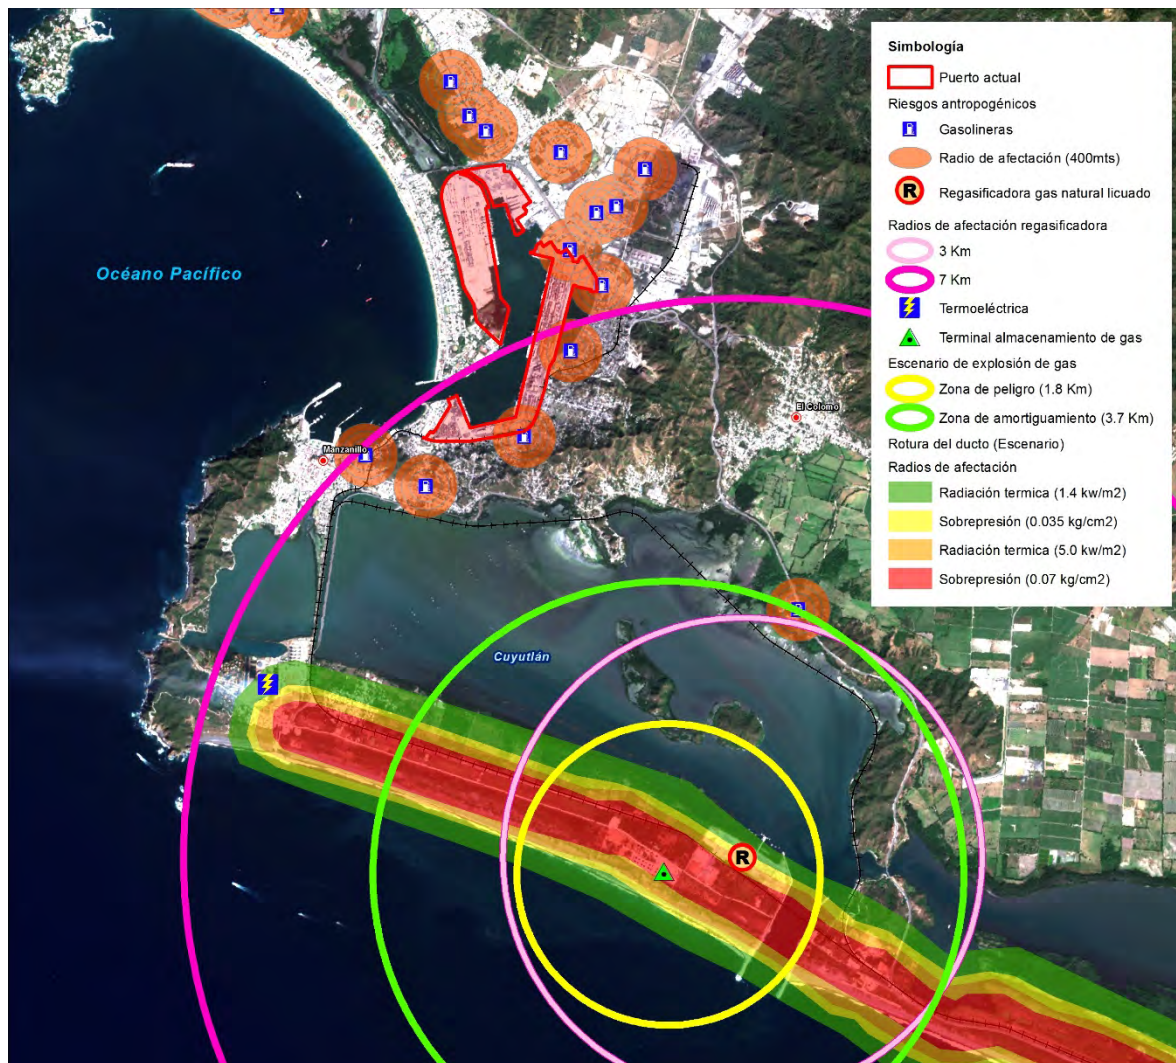 Simbología
Puerto actual
Riesgos antropogénicos
Gasolineras
Radio de afectación (400mts)
R Regasificadora gas natural licuado
Radios de afectación regasificadora
3 Km
7 Km
Termoeléctrica
Terminal almacenamiento de gas
Escenario de explosión de gas
Zona de peligro (1.8 Km)
Zona de amortiguamiento (3.7 Km)
Rotura del ducto (Escenario)
Radios de afectación
Radiación termica (1.4 kw/m2)
Sobrepresión (0.035 kg/cm2)
Radiación termica (5.0 kw/m2)
Sobrepresión (0.07 kg/cm2)
Océano Pacífico
El Colomo
Manzanillo
Cuyutlán
R